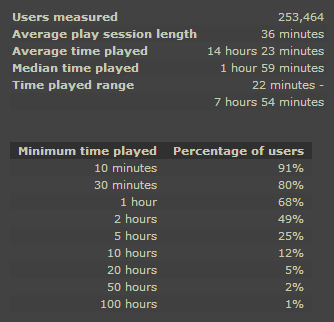 Users measured 253,464
Average play session length 36 minutes
Average time played 14 hours 23 minutes
Median time played 1 hour 59 minutes
Time played range 22 minutes -
7 hours 54 minutes
Minimum time played Percentage of users
10 minutes 91%
30 minutes 80%
1 hour 68%
2 hours 49%
5 hours 25%
10 hours 12%
20 hours 5%
50 hours 2%
100 hours 1%